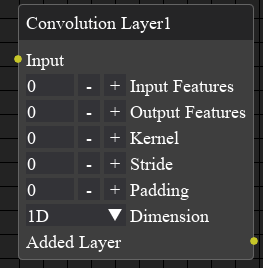 Convolution Layer1
Input
0 - + Input Features
0 - + Output Features
0 - + Kernel
0 - + Stride
0 - + Padding
1D ▼ Dimension
Added Layer